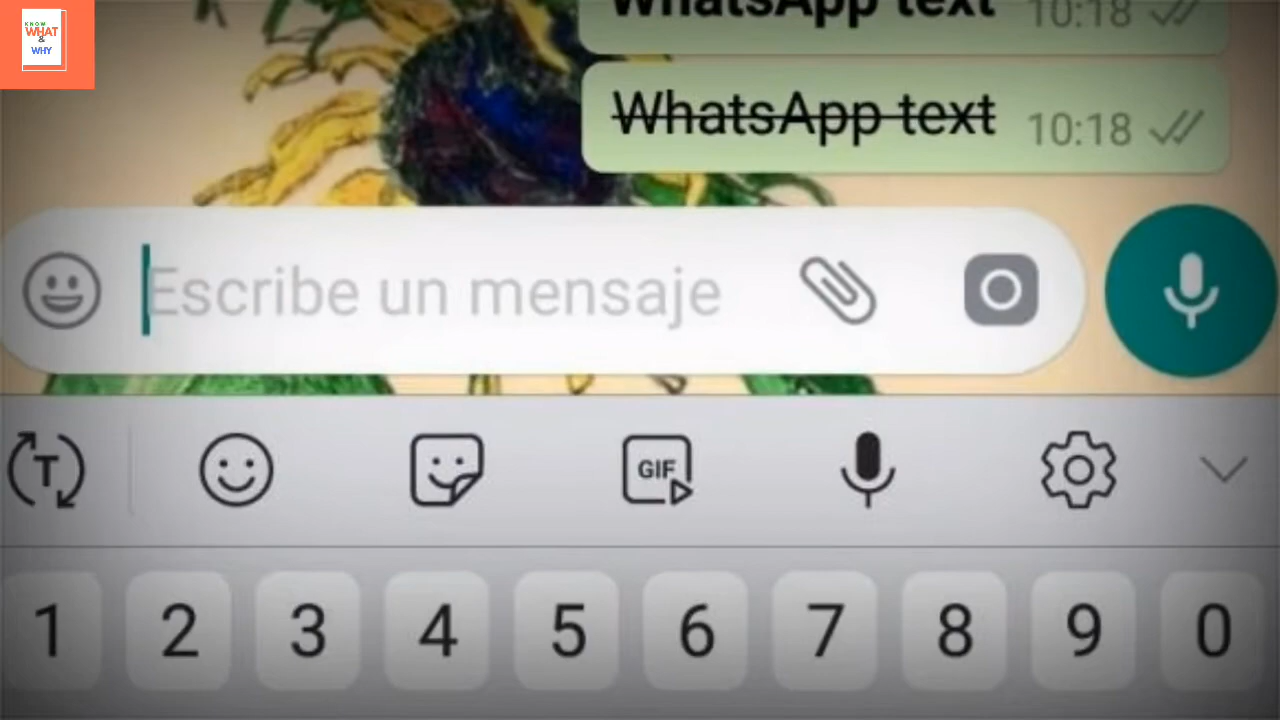 KNOW
WHAT
&
WHY
WhatsApp text 10:18
WhatsApp text 10:18
Escribe un mensaje
T
GIF
1 2 3 4 5 6 7 8 9 0